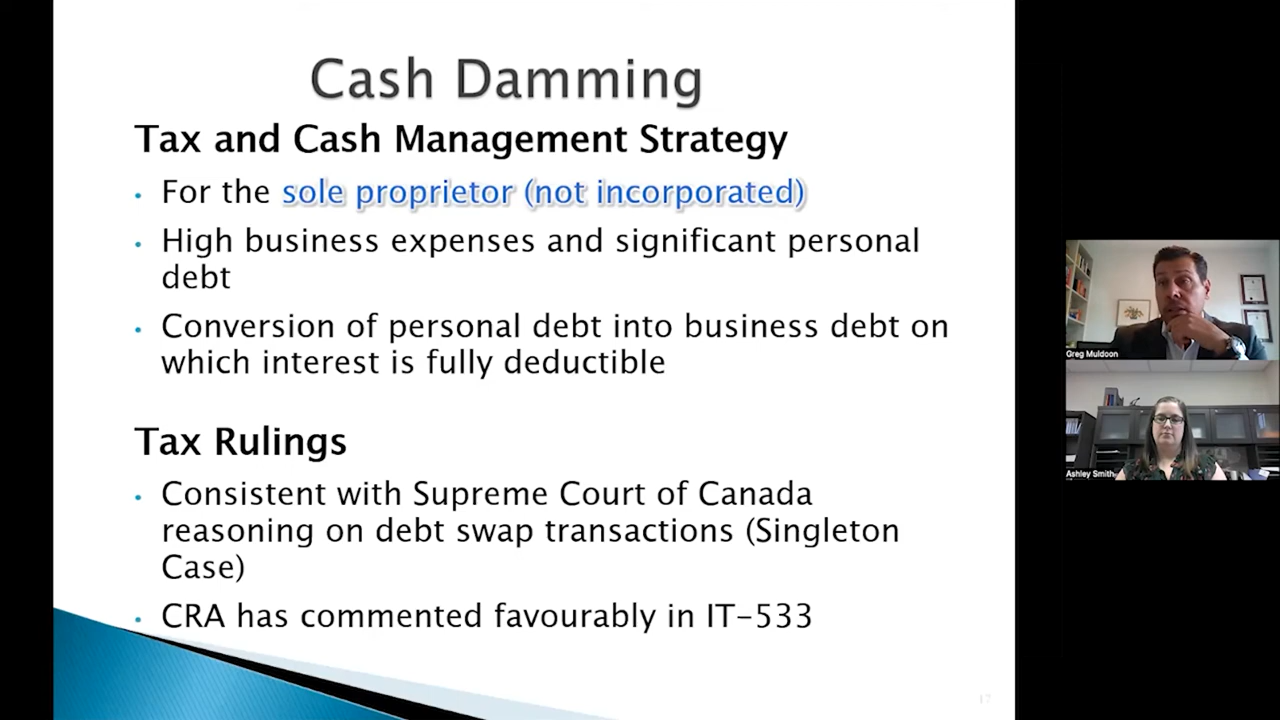 Cash Damming
Tax and Cash Management Strategy
• For the sole proprietor (not incorporated)
• High business expenses and significant personal
debt
• Conversion of personal debt into business debt on
which interest is fully deductible
Tax Rulings
• Consistent with Supreme Court of Canada
reasoning on debt swap transactions (Singleton
Case)
• CRA has commented favourably in IT-533
17
Greg Muldoon
Ashley Smith